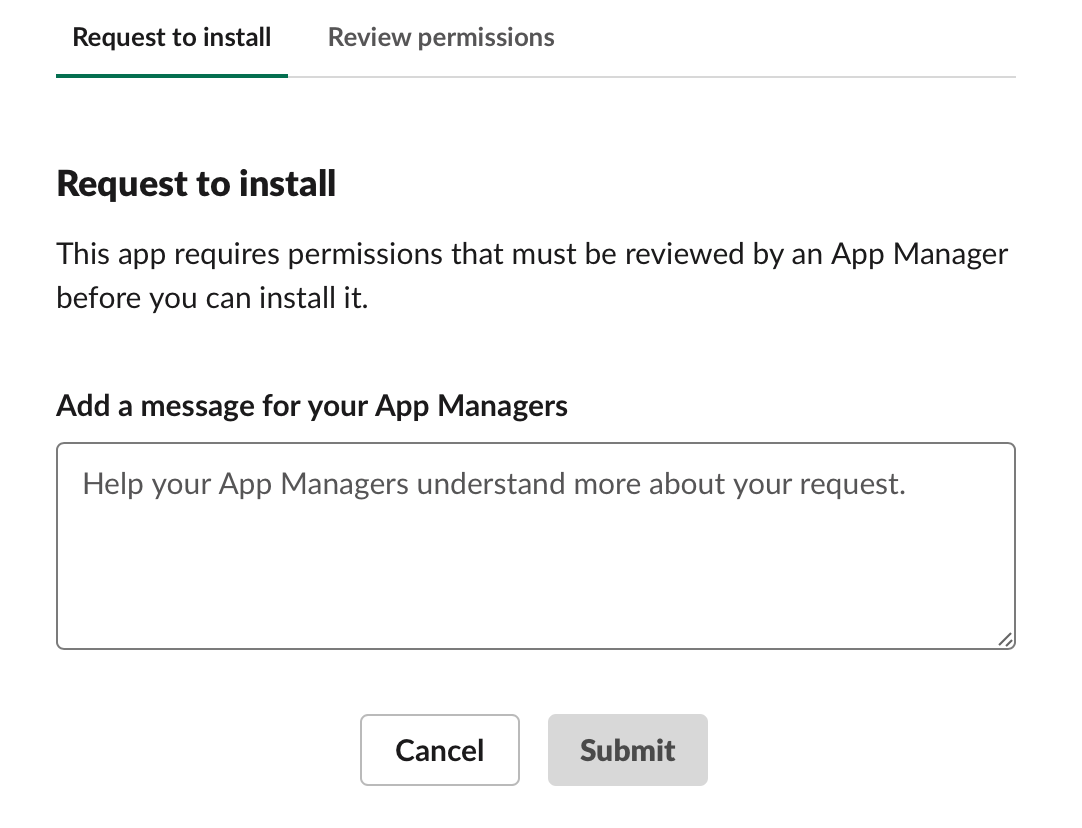 Request to install
Review permissions
Request to install
This app requires permissions that must be reviewed by an App Manager
before you can install it.
Add a message for your App Managers
Help your App Managers understand more about your request.
Cancel
Submit